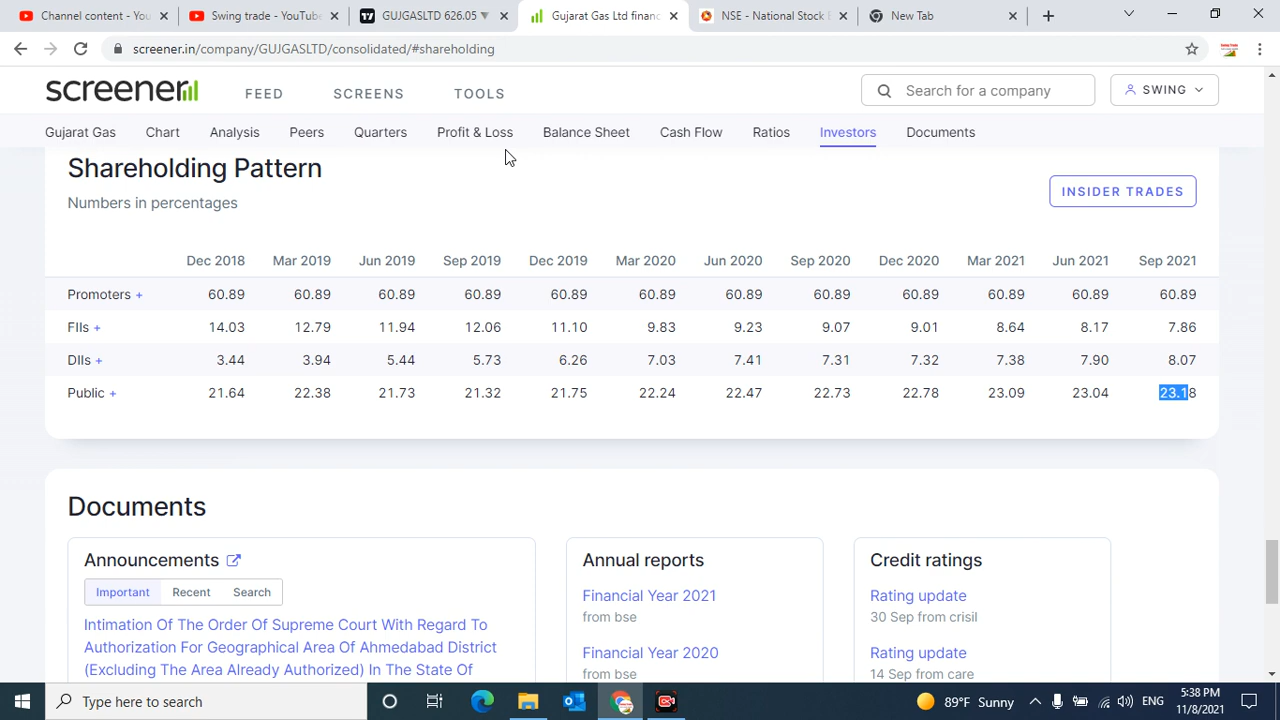 Channel content - You
Swing trade - YouTube
GUJGASLTD 626.05 ▼
Gujarat Gas Ltd financ
NSE - National Stock E
New Tab
screener.in/company/GUJGASLTD/consolidated/#shareholding
screener
FEED SCREENS TOOLS
Search for a company
SWING
Gujarat Gas Chart Analysis Peers Quarters Profit & Loss Balance Sheet Cash Flow Ratios Investors Documents
Shareholding Pattern
Numbers in percentages
INSIDER TRADES
Dec 2018 Mar 2019 Jun 2019 Sep 2019 Dec 2019 Mar 2020 Jun 2020 Sep 2020 Dec 2020 Mar 2021 Jun 2021 Sep 2021
Promoters + 60.89 60.89 60.89 60.89 60.89 60.89 60.89 60.89 60.89 60.89 60.89 60.89
FIIs + 14.03 12.79 11.94 12.06 11.10 9.83 9.23 9.07 9.01 8.64 8.17 7.86
DIIs + 3.44 3.94 5.44 5.73 6.26 7.03 7.41 7.31 7.32 7.38 7.90 8.07
Public + 21.64 22.38 21.73 21.32 21.75 22.24 22.47 22.73 22.78 23.09 23.04 23.18
Documents
Announcements
Important Recent Search
Intimation Of The Order Of Supreme Court With Regard To
Authorization For Geographical Area Of Ahmedabad District
(Excluding The Area Already Authorized) In The State Of
Annual reports
Financial Year 2021
from bse
Financial Year 2020
from bse
Credit ratings
Rating update
30 Sep from crisil
Rating update
14 Sep from care
Type here to search
89°F Sunny
ENG
5:38 PM
11/8/2021